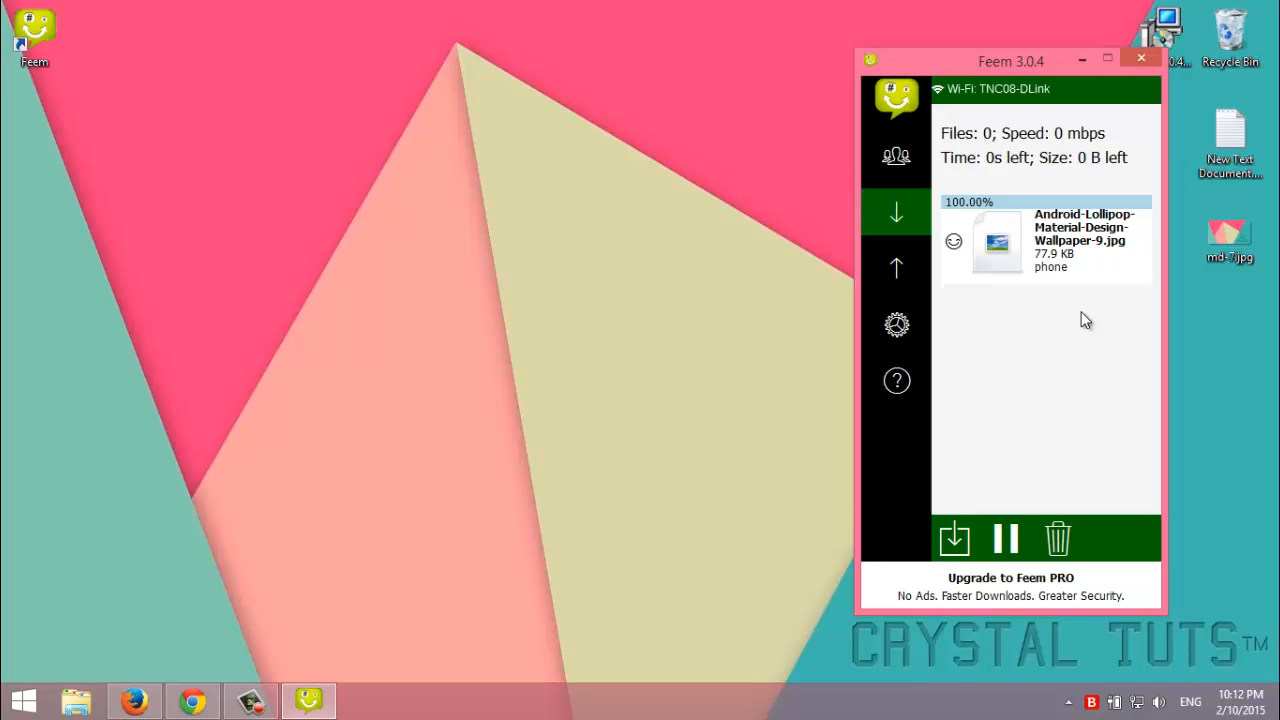 Feem
0.4...
Recycle Bin
New Text
Document....
md-7.jpg
Feem 3.0.4
Wi-Fi: TNC08-DLink
Files: 0; Speed: 0 mbps
Time: 0s left; Size: 0 B left
100.00%
Android-Lollipop-
Material-Design-
Wallpaper-9.jpg
77.9 KB
phone
Upgrade to Feem PRO
No Ads. Faster Downloads. Greater Security.
CRYSTAL TUTS™
B
ENG
10:12 PM
2/10/2015